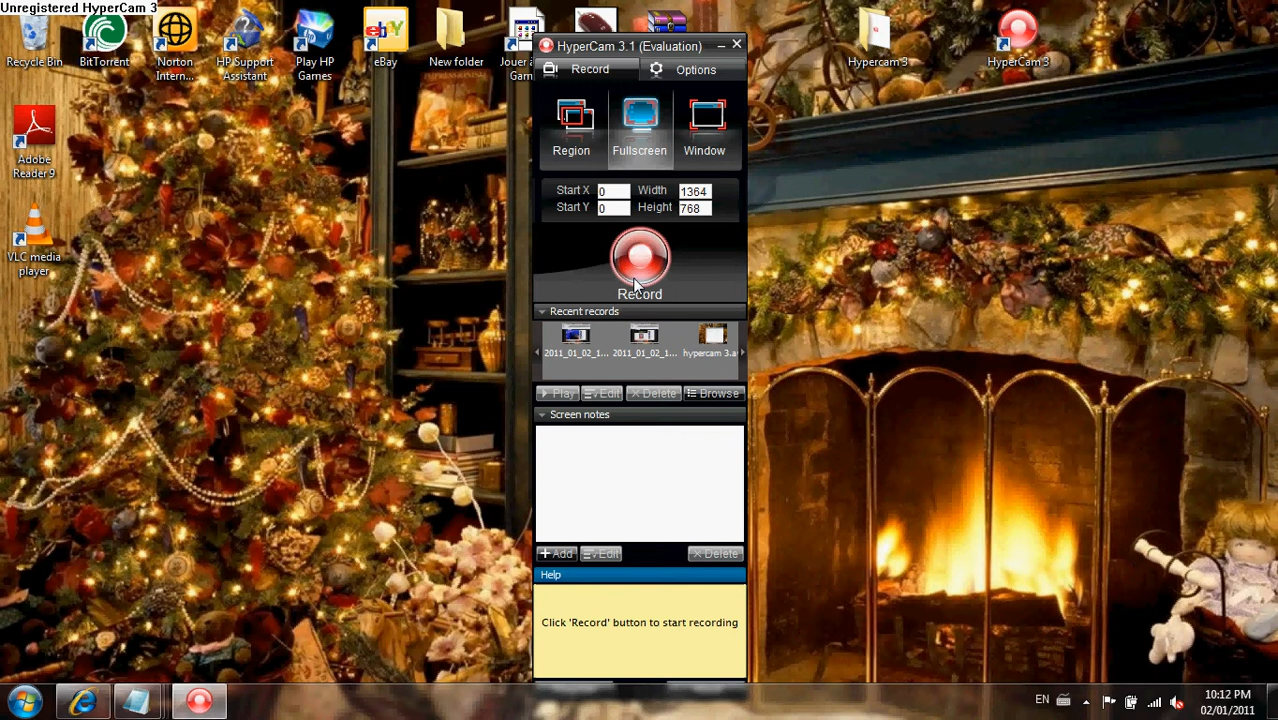 Unregistered HyperCam 3
Recycle Bin
BitTorrent
Norton
Intern...
HP Support
Assistant
Play HP
Games
eBay
New folder
Jouer à
Hypercam 3
HyperCam 3
Adobe
Reader 9
VLC media
player
HyperCam 3.1 (Evaluation)
Record
Options
Region
Fullscreen
Window
Start X 0 Width 1364
Start Y 0 Height 768
Record
Recent records
2011_01_02_1... 2011_01_02_1... hypercam 3.a
Play Edit Delete Browse
Screen notes
Add Edit Delete
Help
Click 'Record' button to start recording
EN
10:12 PM
02/01/2011